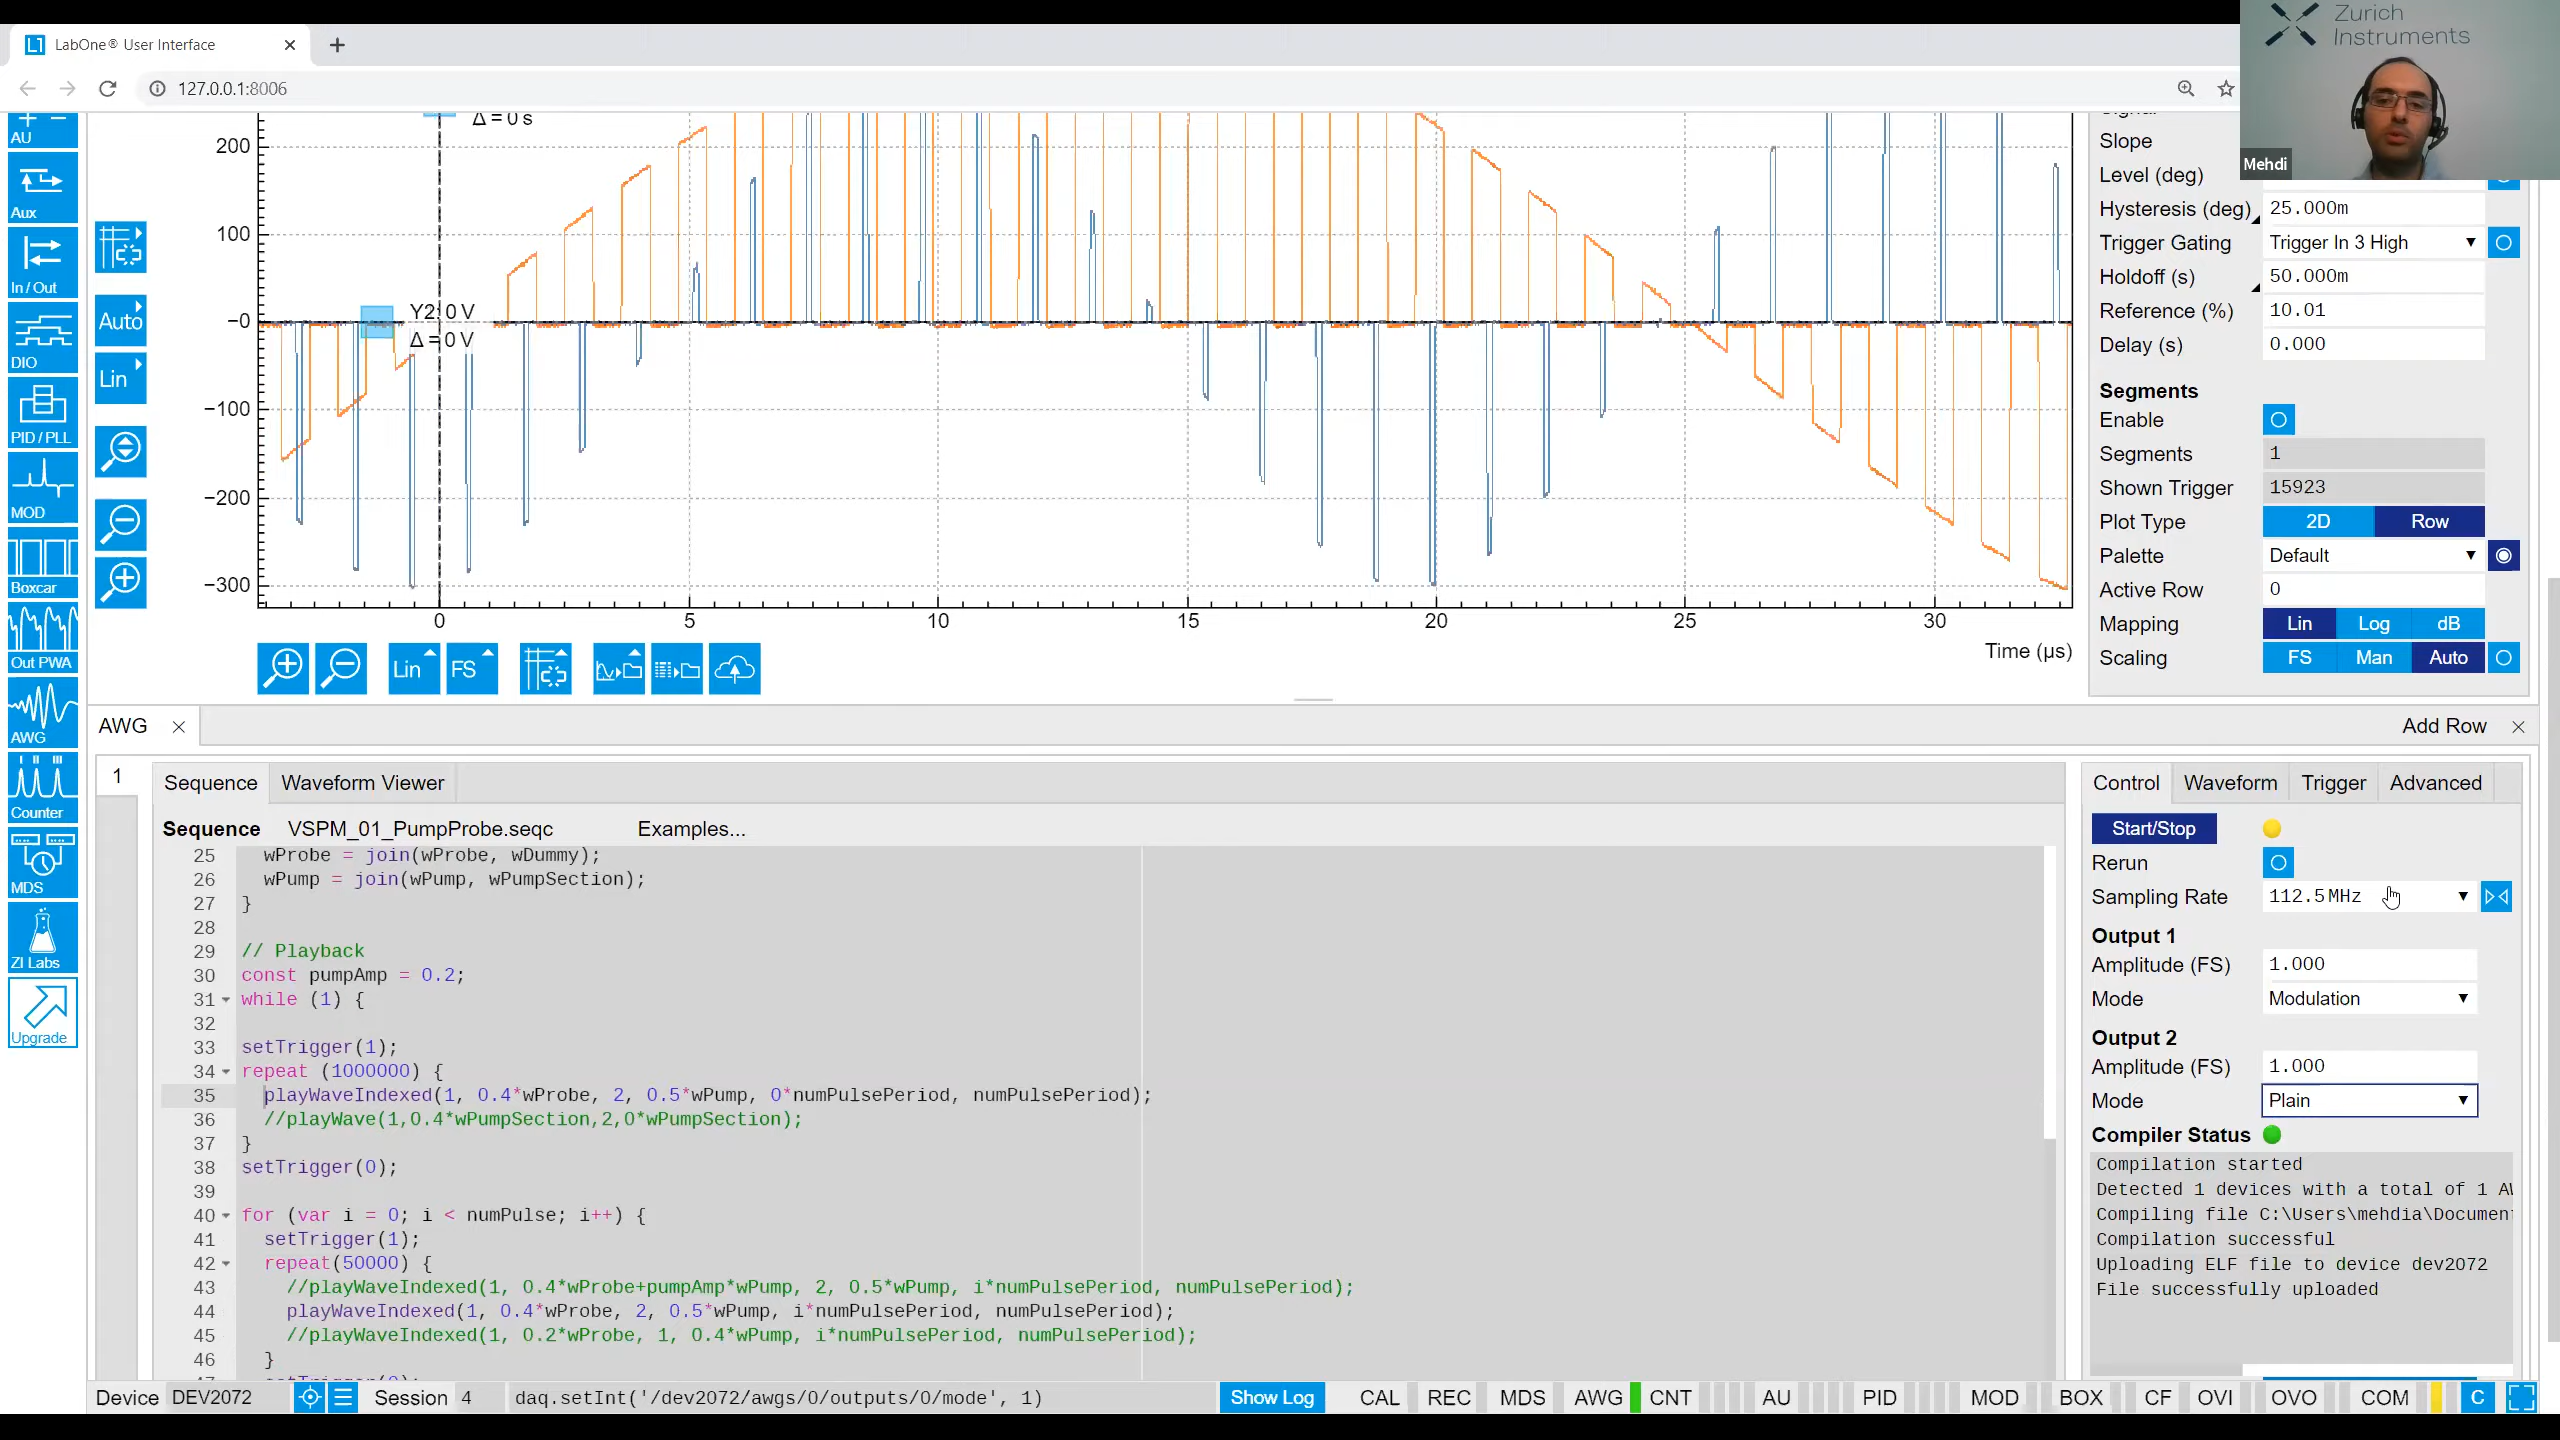 LabOne® User Interface
127.0.0.1:8006
Zurich
Instruments
Mehdi
AU
Aux
In / Out
DIO
PID / PLL
MOD
Boxcar
Out PWA
AWG
Counter
MDS
ZI Labs
Upgrade
Auto
Lin
Δ = 0 s
200
100
−0
−100
−200
−300
Y2: 0 V
Δ = 0 V
0 5 10 15 20 25 30
Time (µs)
Lin FS
Slope
Level (deg)
Hysteresis (deg) 25.000m
Trigger Gating Trigger In 3 High
Holdoff (s) 50.000m
Reference (%) 10.01
Delay (s) 0.000
Segments
Enable
Segments 1
Shown Trigger 15923
Plot Type 2D Row
Palette Default
Active Row 0
Mapping Lin Log dB
Scaling FS Man Auto
AWG
Add Row
1
Sequence Waveform Viewer
Sequence VSPM_01_PumpProbe.seqc Examples...
25 wProbe = join(wProbe, wDummy);
26 wPump = join(wPump, wPumpSection);
27 }
28
29 // Playback
30 const pumpAmp = 0.2;
31 while (1) {
32
33 setTrigger(1);
34 repeat (1000000) {
35 playWaveIndexed(1, 0.4*wProbe, 2, 0.5*wPump, 0*numPulsePeriod, numPulsePeriod);
36 //playWave(1,0.4*wPumpSection,2,0*wPumpSection);
37 }
38 setTrigger(0);
39
40 for (var i = 0; i < numPulse; i++) {
41 setTrigger(1);
42 repeat(50000) {
43 //playWaveIndexed(1, 0.4*wProbe+pumpAmp*wPump, 2, 0.5*wPump, i*numPulsePeriod, numPulsePeriod);
44 playWaveIndexed(1, 0.4*wProbe, 2, 0.5*wPump, i*numPulsePeriod, numPulsePeriod);
45 //playWaveIndexed(1, 0.2*wProbe, 1, 0.4*wPump, i*numPulsePeriod, numPulsePeriod);
46 }
Control Waveform Trigger Advanced
Start/Stop
Rerun
Sampling Rate 112.5MHz
Output 1
Amplitude (FS) 1.000
Mode Modulation
Output 2
Amplitude (FS) 1.000
Mode Plain
Compiler Status
Compilation started
Detected 1 devices with a total of 1
Compiling file C:\Users\mehdia\Documen
Compilation successful
Uploading ELF file to device dev2072
File successfully uploaded
Device DEV2072 Session 4 daq.setInt('/dev2072/awgs/0/outputs/0/mode', 1) Show Log CAL REC MDS AWG CNT AU PID MOD BOX CF OVI OVO COM C